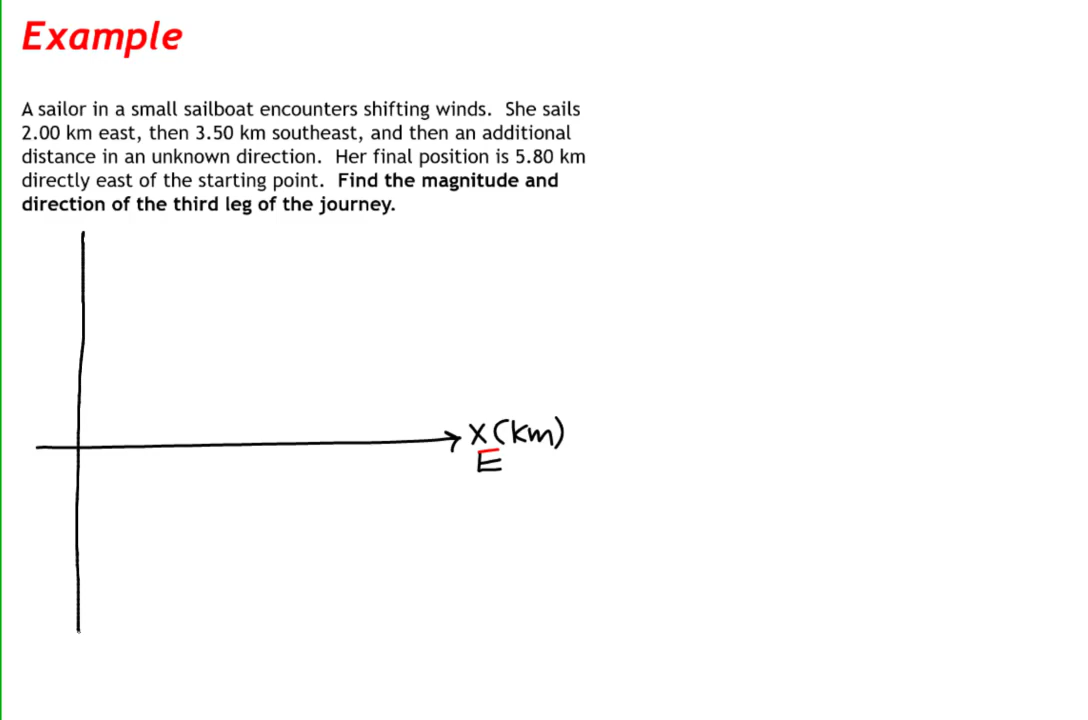 Example
A sailor in a small sailboat encounters shifting winds. She sails
2.00 km east, then 3.50 km southeast, and then an additional
distance in an unknown direction. Her final position is 5.80 km
directly east of the starting point. Find the magnitude and
direction of the third leg of the journey.
X (km)
E